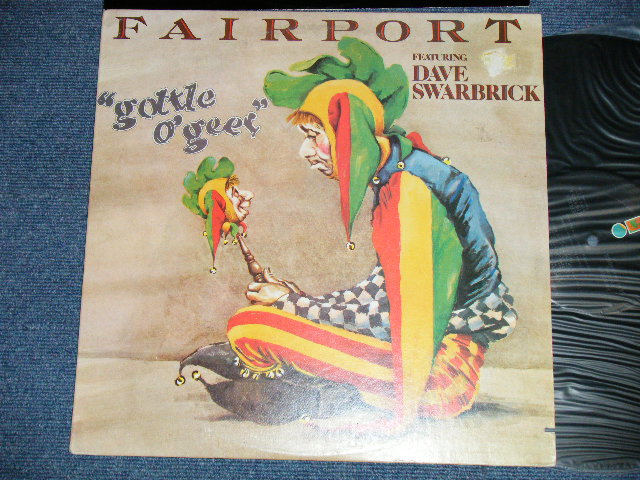 FAIRPORT
FEATURING
DAVE
SWARBRICK
"gottle
o'geer"